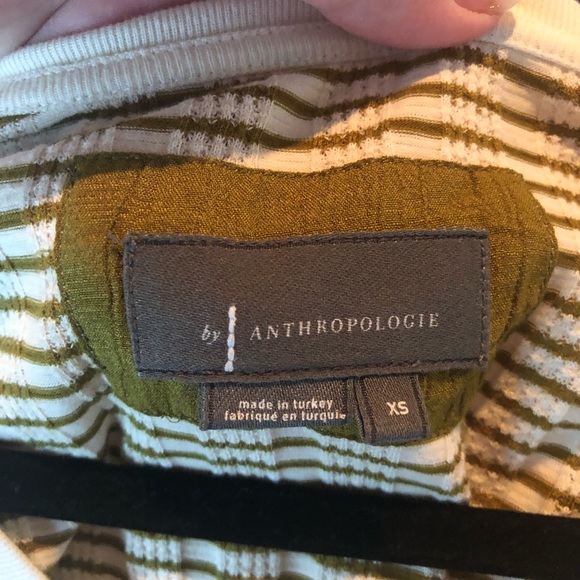 by ANTHROPOLOGIE
made in turkey
fabriqué en turquie
XS